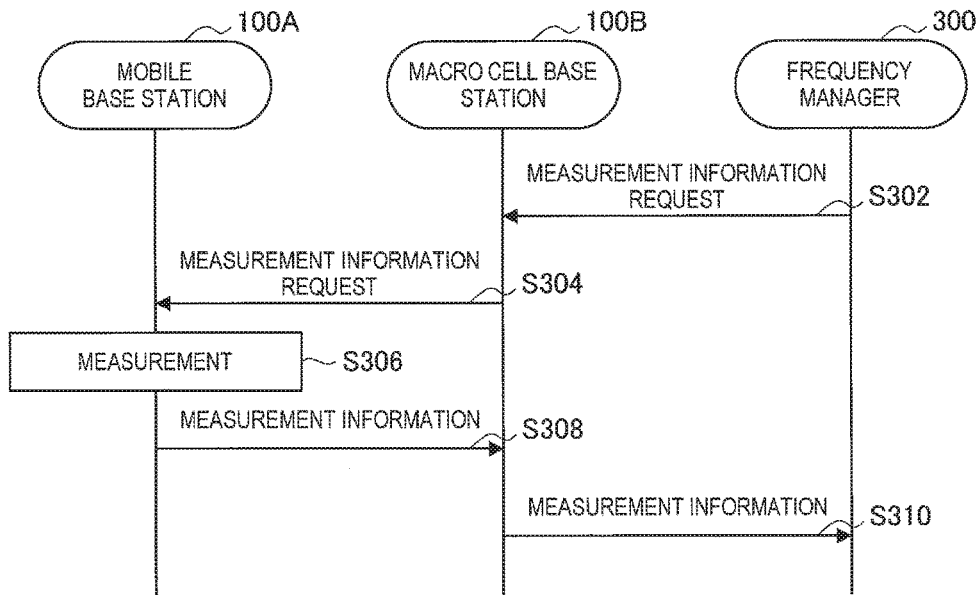 100A
100B
300
MOBILE
BASE STATION
MACRO CELL BASE
STATION
FREQUENCY
MANAGER
MEASUREMENT INFORMATION
REQUEST
S302
MEASUREMENT INFORMATION
REQUEST
S304
MEASUREMENT
S306
MEASUREMENT INFORMATION
S308
MEASUREMENT INFORMATION
S310